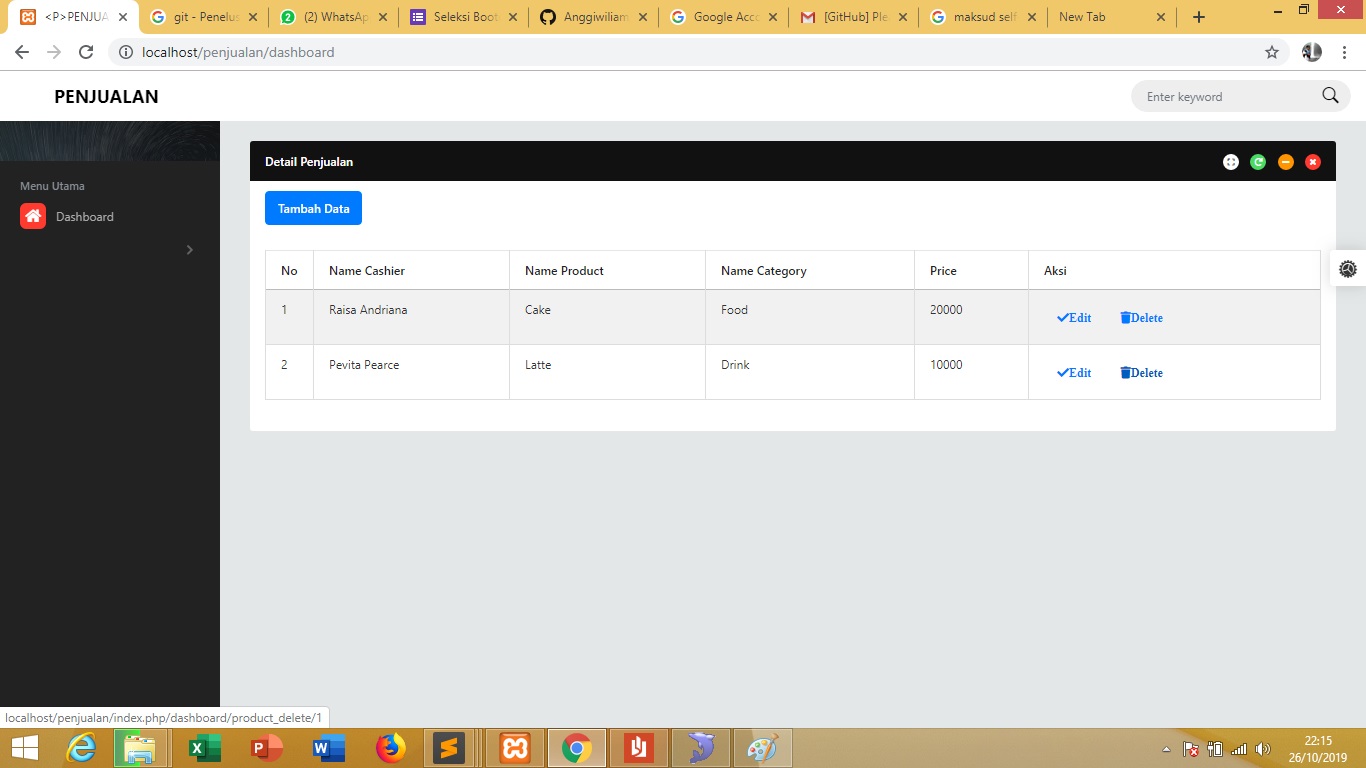 <P>PENJUA
git - Penelus
(2) WhatsAp
Seleksi Boot
Anggiwiliam
Google Acco
[GitHub] Ple
maksud self
New Tab
localhost/penjualan/dashboard
PENJUALAN
Enter keyword
Menu Utama
Dashboard
Detail Penjualan
Tambah Data
No Name Cashier Name Product Name Category Price Aksi
1 Raisa Andriana Cake Food 20000 Edit Delete
2 Pevita Pearce Latte Drink 10000 Edit Delete
localhost/penjualan/index.php/dashboard/product_delete/1
22:15
26/10/2019